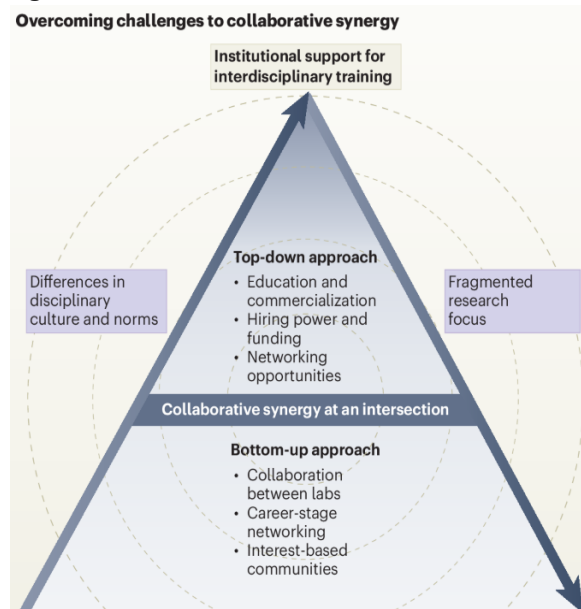 Overcoming challenges to collaborative synergy
Institutional support for
interdisciplinary training
Differences in
disciplinary
culture and norms
Top-down approach
• Education and
commercialization
• Hiring power and
funding
• Networking
opportunities
Fragmented
research
focus
Collaborative synergy at an intersection
Bottom-up approach
• Collaboration
between labs
• Career-stage
networking
• Interest-based
communities